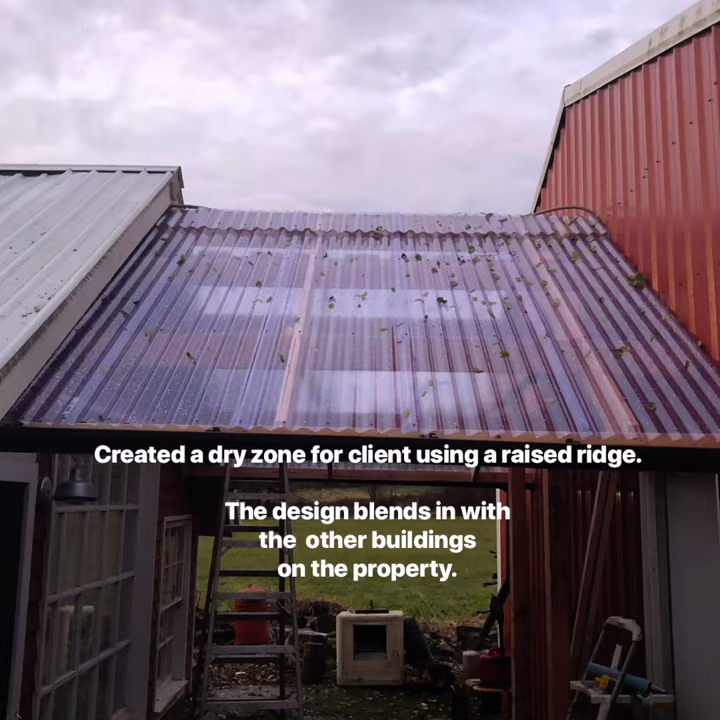 Created a dry zone for client using a raised ridge.
The design blends in with
the other buildings
on the property.